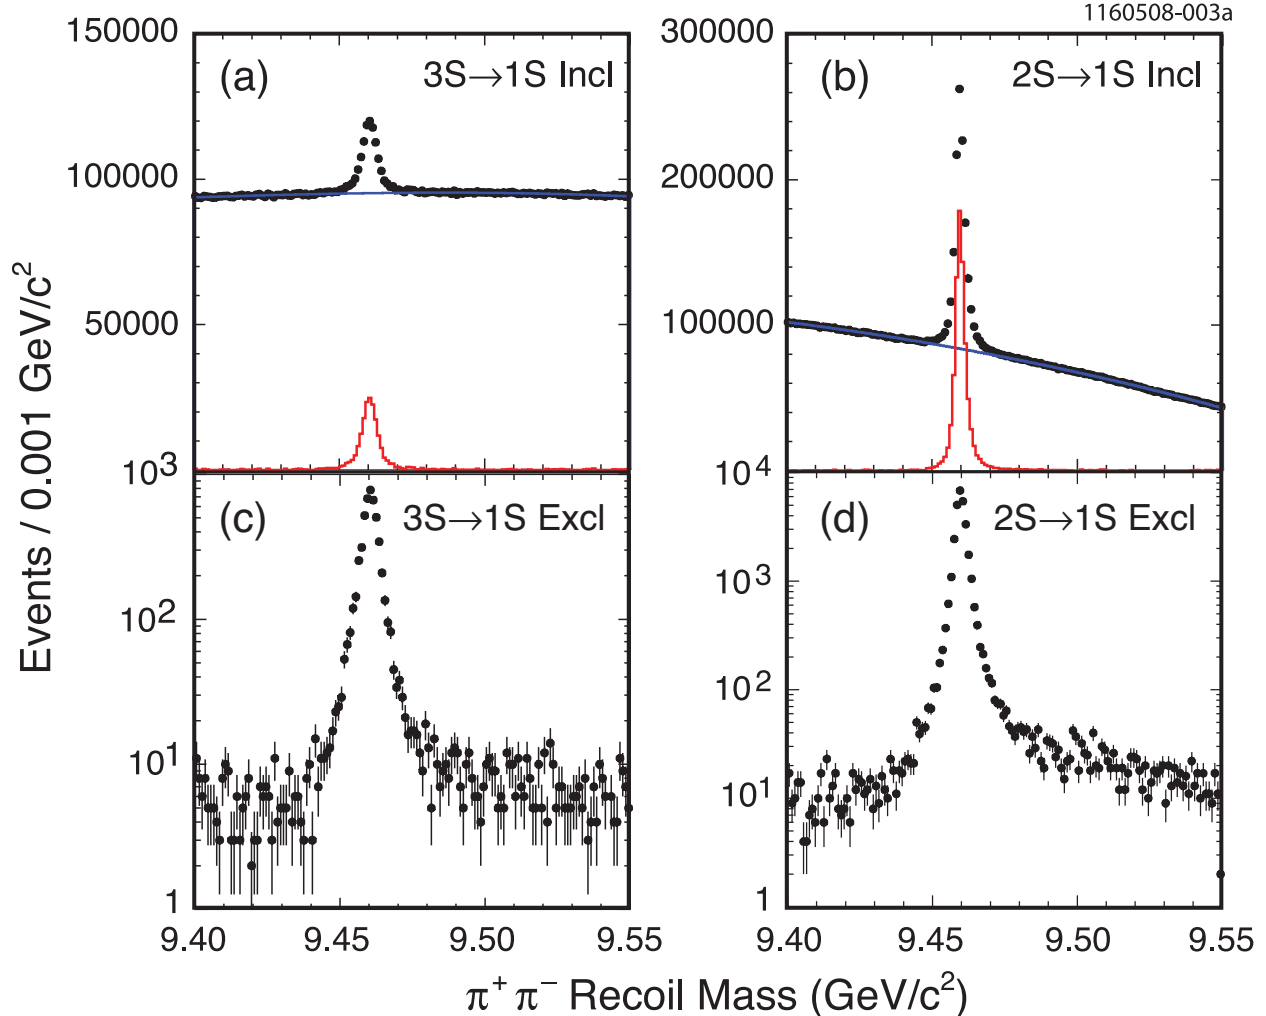 1160508-003a
150000
100000
50000
10³
(a)
3S→1S Incl
300000
200000
100000
10⁴
(b)
2S→1S Incl
Events / 0.001 GeV/c²
10²
10¹
1
(c)
3S→1S Excl
10³
10²
10¹
1
(d)
2S→1S Excl
9.40 9.45 9.50 9.55
9.40 9.46 9.50 9.55
π⁺π⁻ Recoil Mass (GeV/c²)